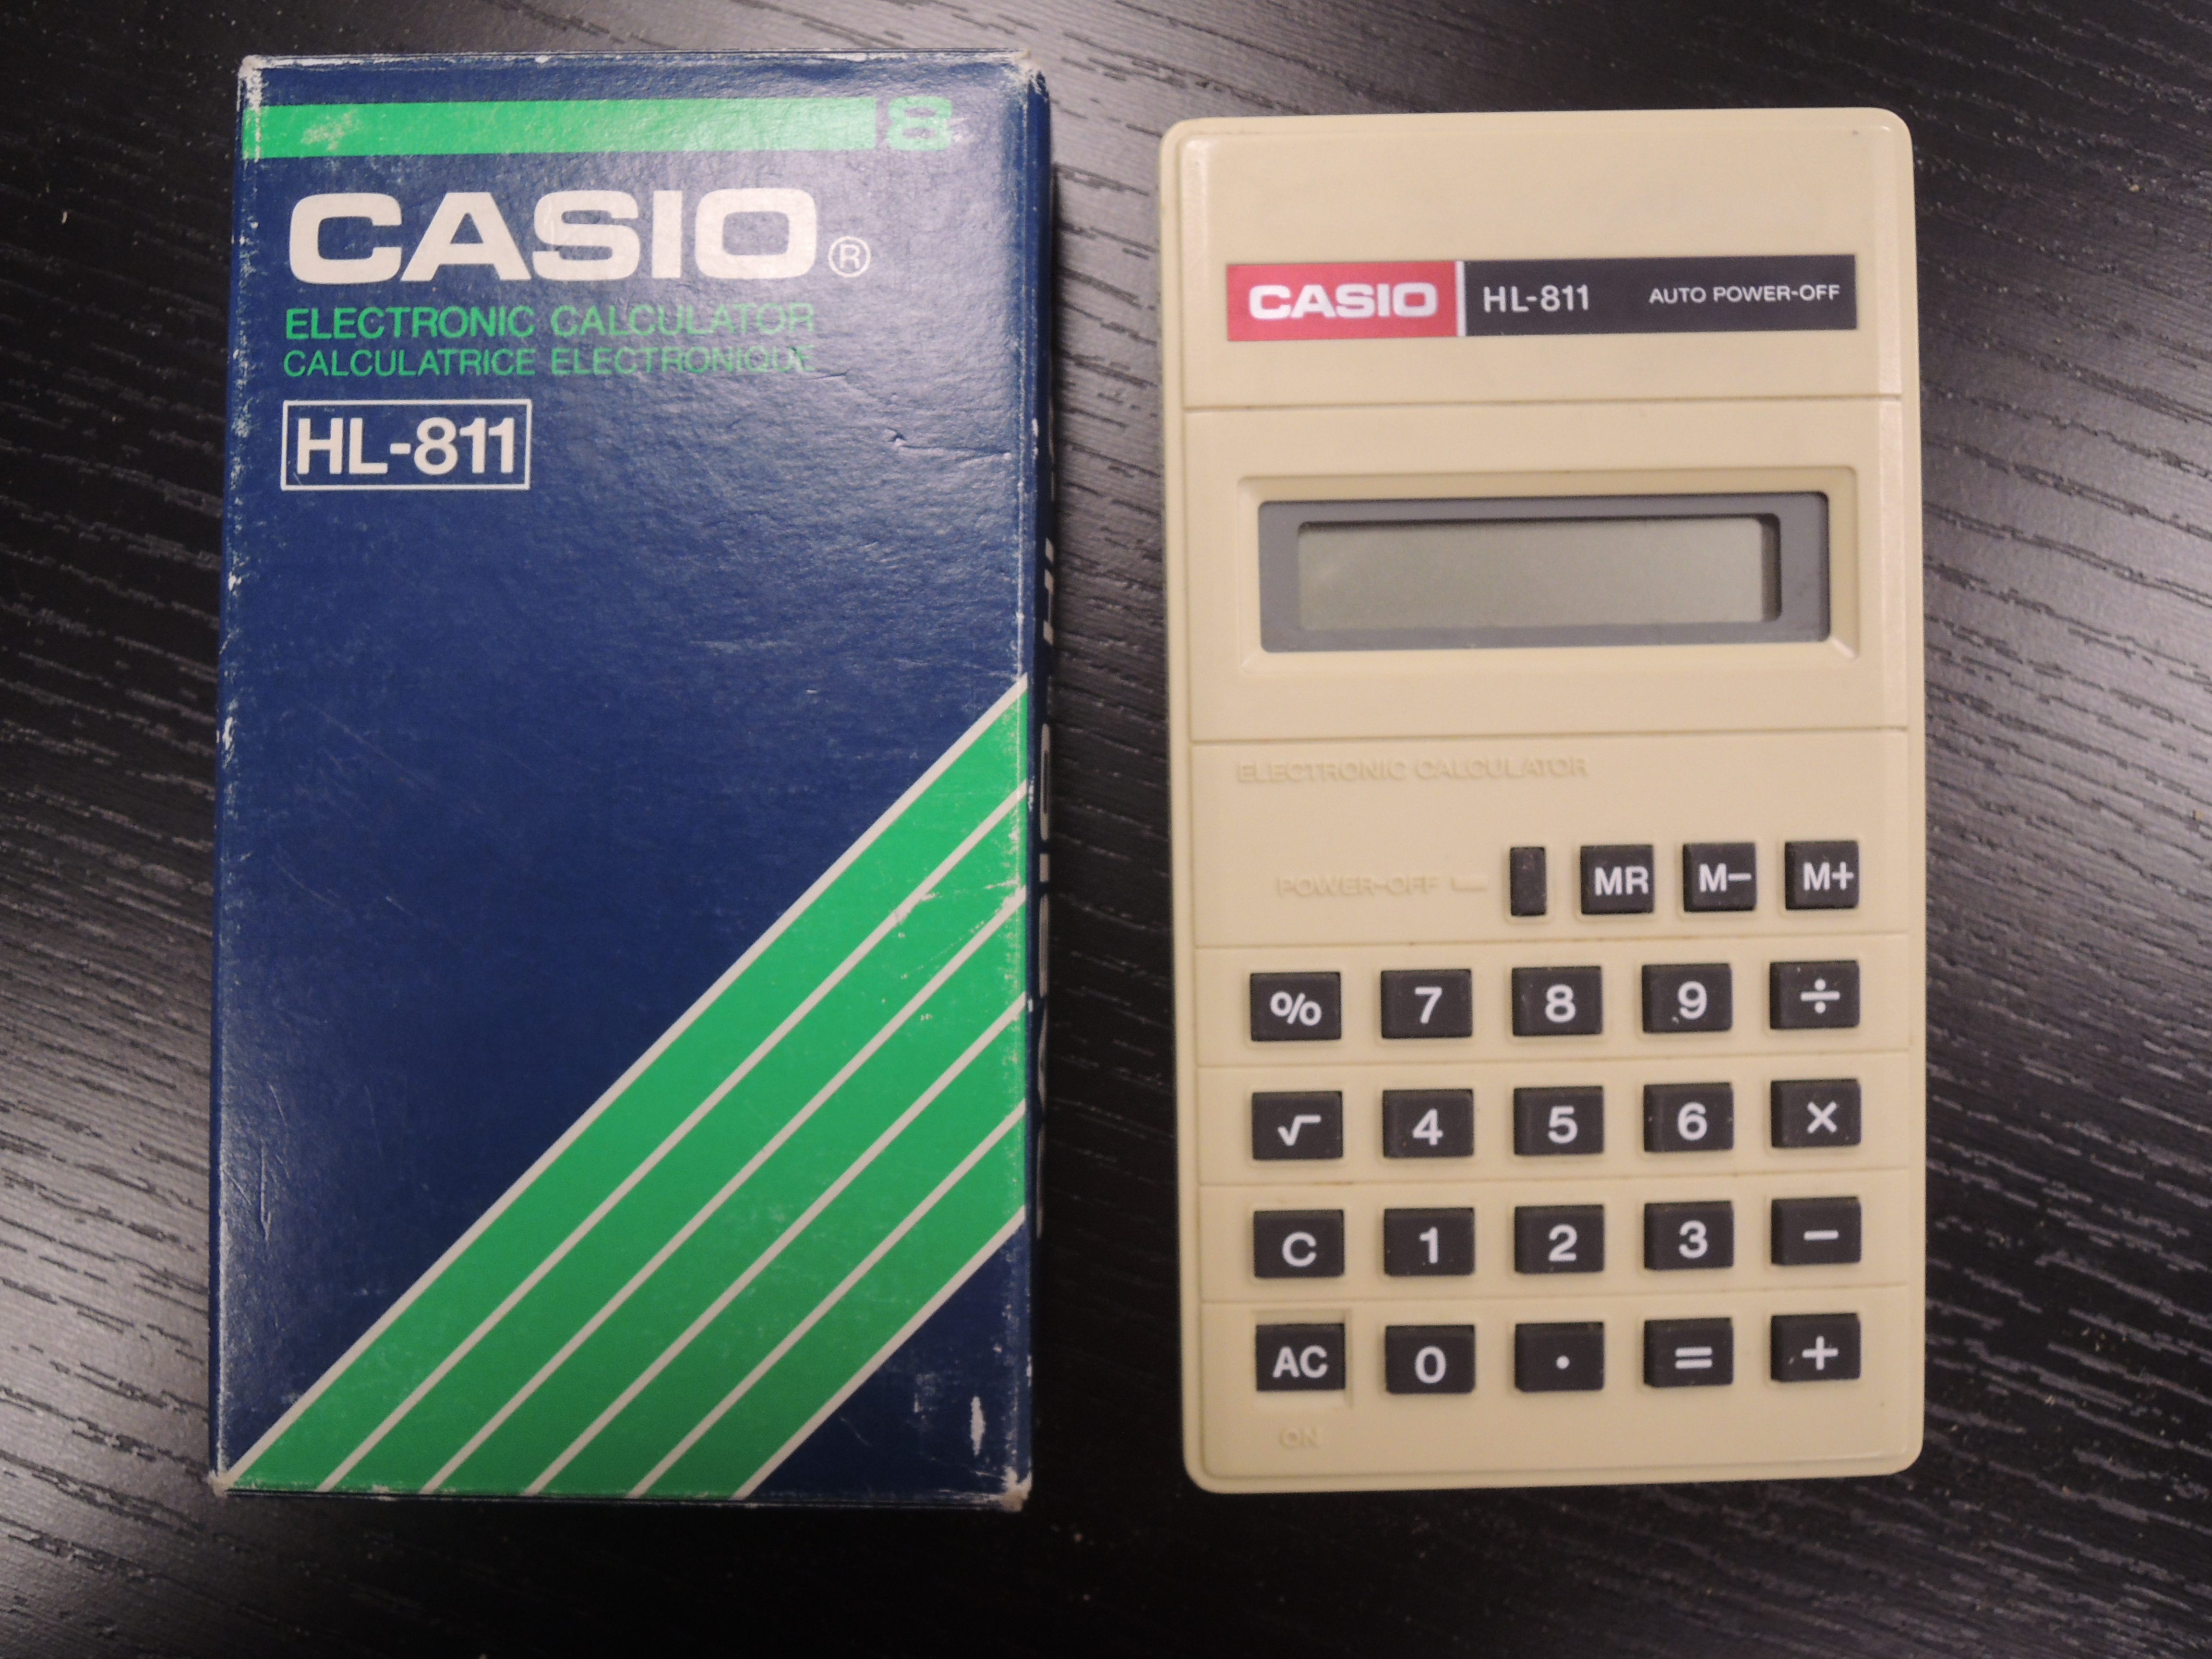 8
CASIO®
ELECTRONIC CALCULATOR
CALCULATRICE ELECTRONIQUE
HL-811
CASIO HL-811 AUTO POWER-OFF
ELECTRONIC CALCULATOR
POWER-OFF MR M− M+
% 7 8 9 ÷
√ 4 5 6 ×
C 1 2 3 −
AC 0 . = +
ON